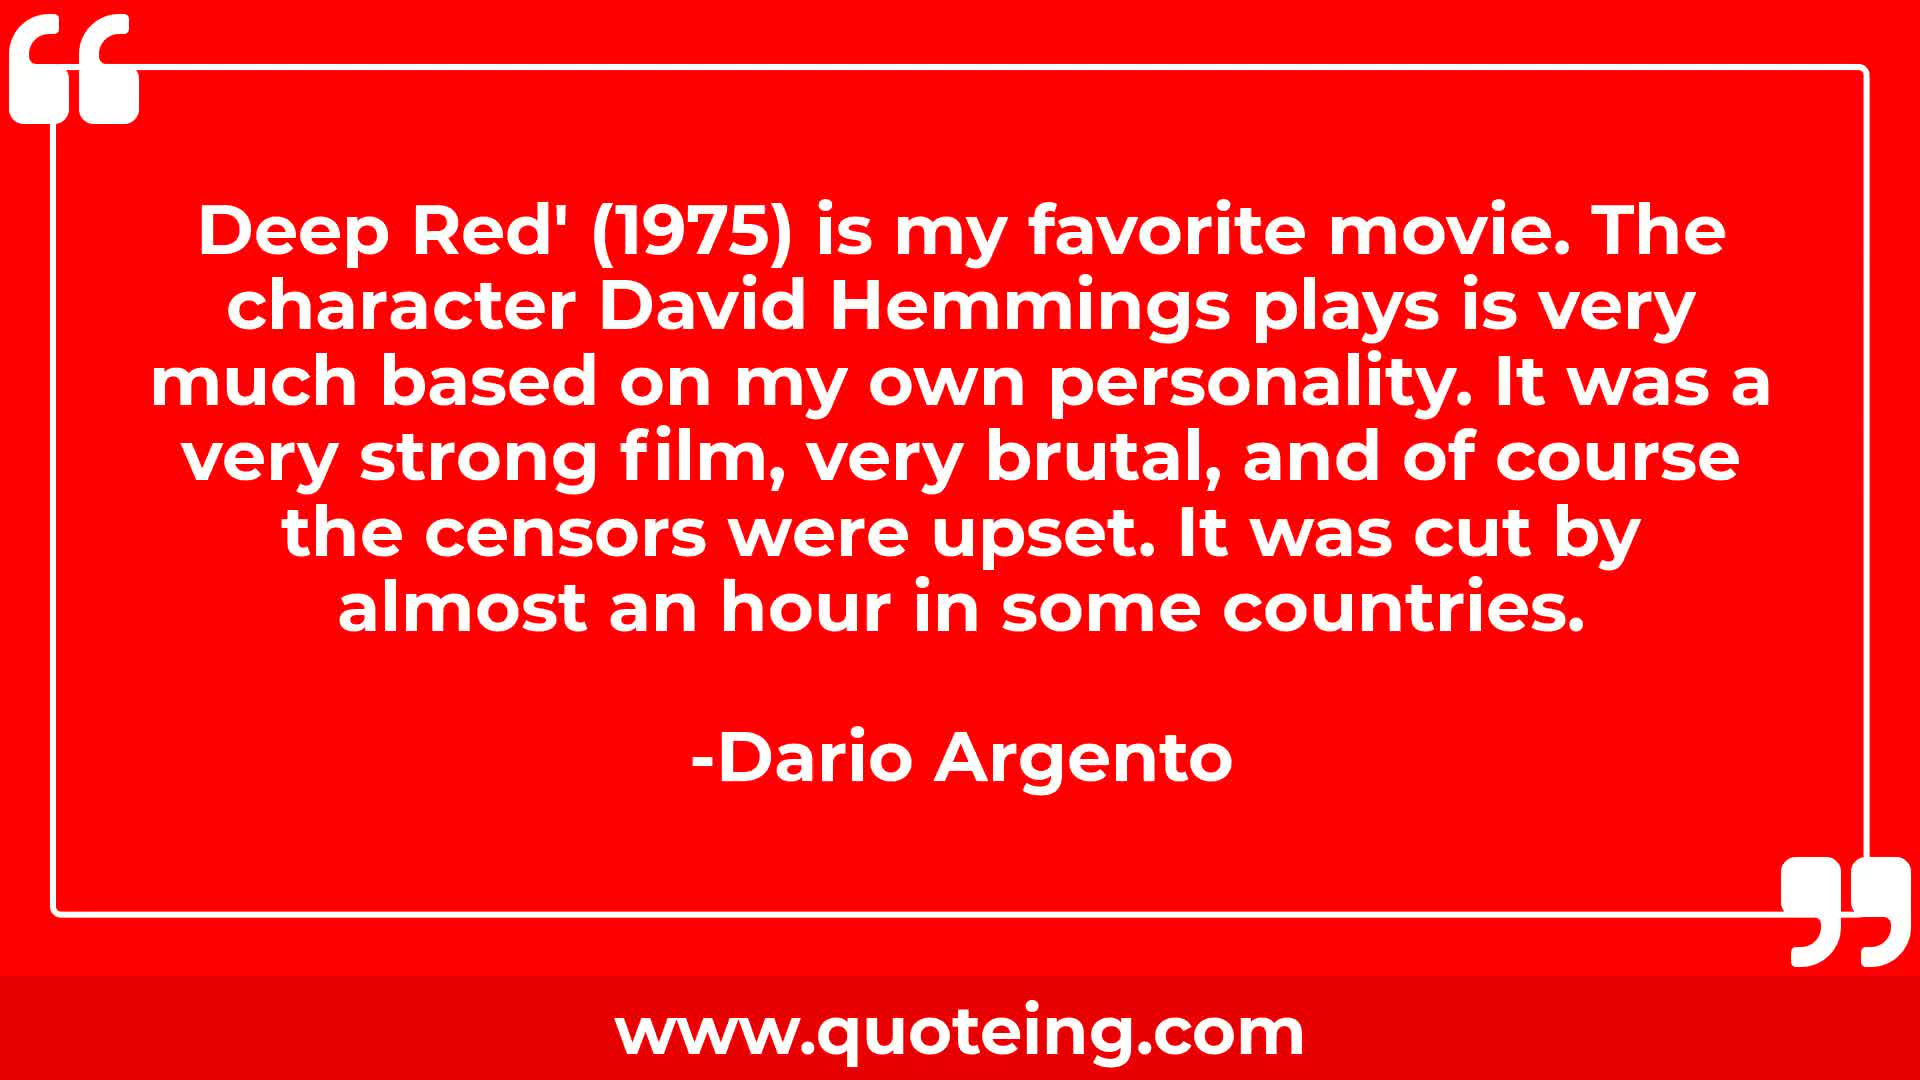 Deep Red' (1975) is my favorite movie. The
character David Hemmings plays is very
much based on my own personality. It was a
very strong film, very brutal, and of course
the censors were upset. It was cut by
almost an hour in some countries.
-Dario Argento
www.quoteing.com